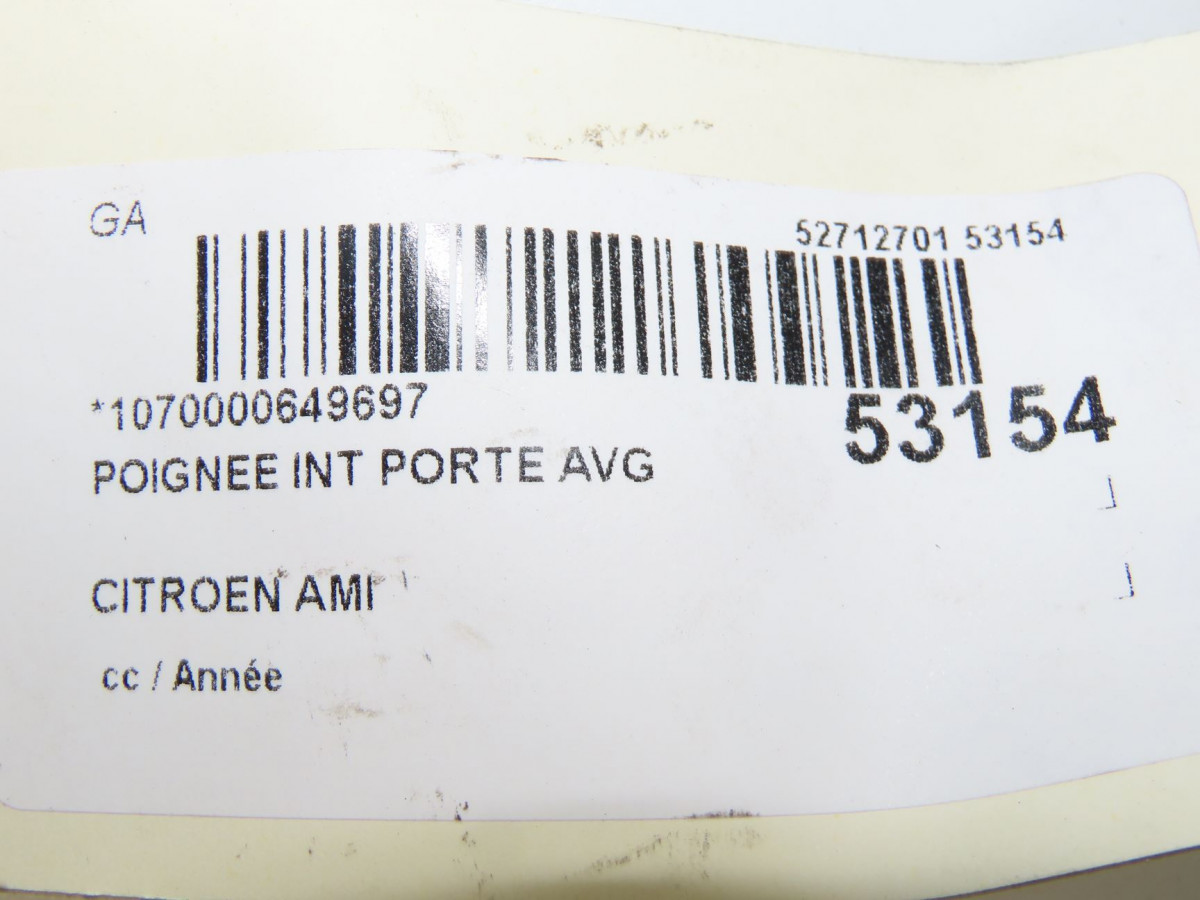 GA
52712701 53154
*1070000649697
53154
POIGNEE INT PORTE AVG
CITROEN AMI
cc / Année